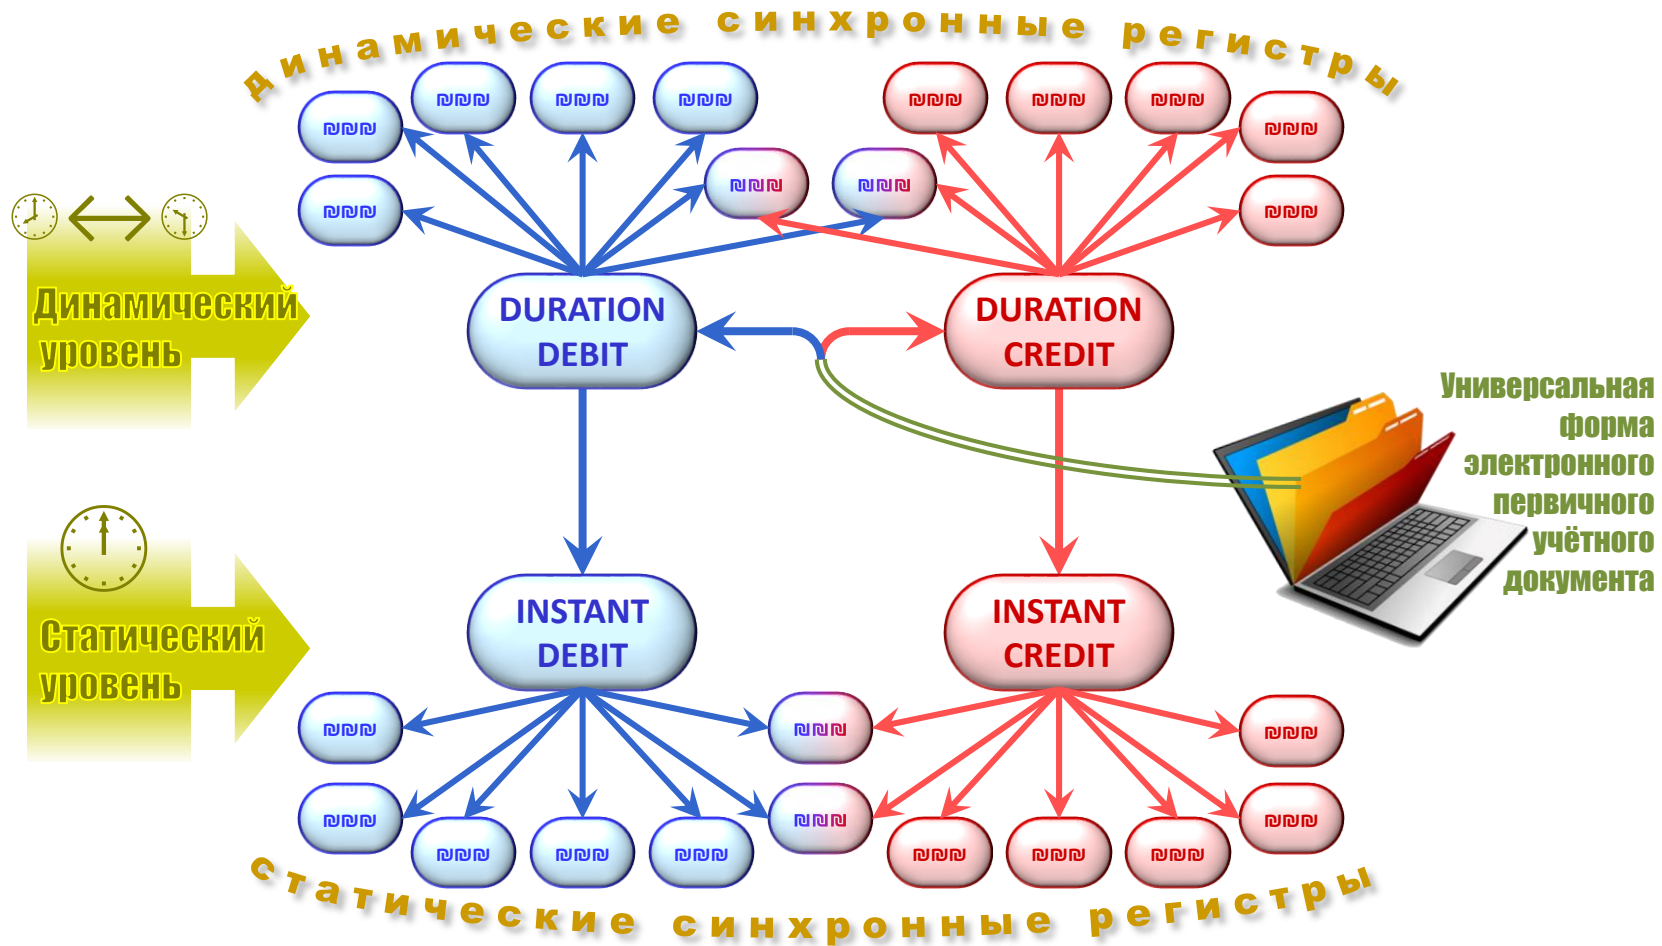 динамические синхронные регистры
₪₪₪ ₪₪₪ ₪₪₪ ₪₪₪ ₪₪₪ ₪₪₪ ₪₪₪ ₪₪₪
₪₪₪ ₪₪₪ ₪₪₪ ₪₪₪
Динамический
уровень
DURATION
DEBIT
DURATION
CREDIT
Универсальная
форма
электронного
первичного
учётного
документа
Статический
уровень
INSTANT
DEBIT
INSTANT
CREDIT
₪₪₪ ₪₪₪ ₪₪₪
₪₪₪ ₪₪₪ ₪₪₪ ₪₪₪ ₪₪₪ ₪₪₪ ₪₪₪ ₪₪₪ ₪₪₪
статические синхронные регистры